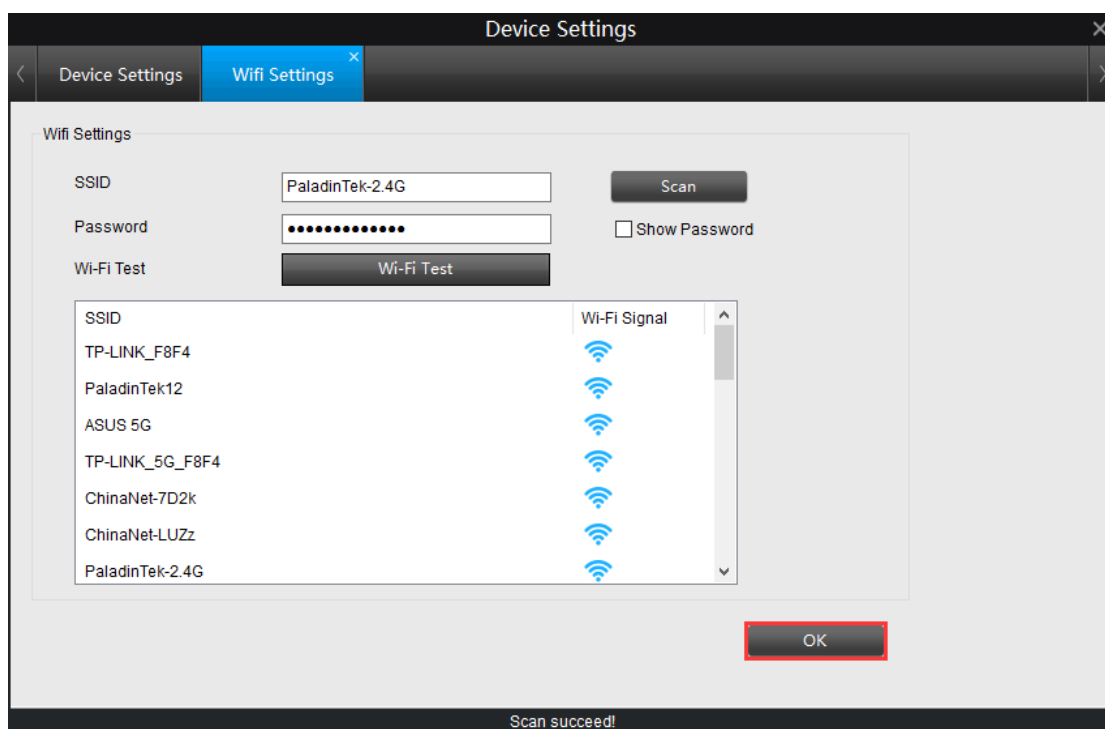 Device Settings
Device Settings
Wifi Settings
Wifi Settings
SSID
PaladinTek-2.4G
Scan
Password
•••••••••••••
Show Password
Wi-Fi Test
Wi-Fi Test
SSID
Wi-Fi Signal
TP-LINK_F8F4
PaladinTek12
ASUS 5G
TP-LINK_5G_F8F4
ChinaNet-7D2k
ChinaNet-LUZz
PaladinTek-2.4G
OK
Scan succeed!